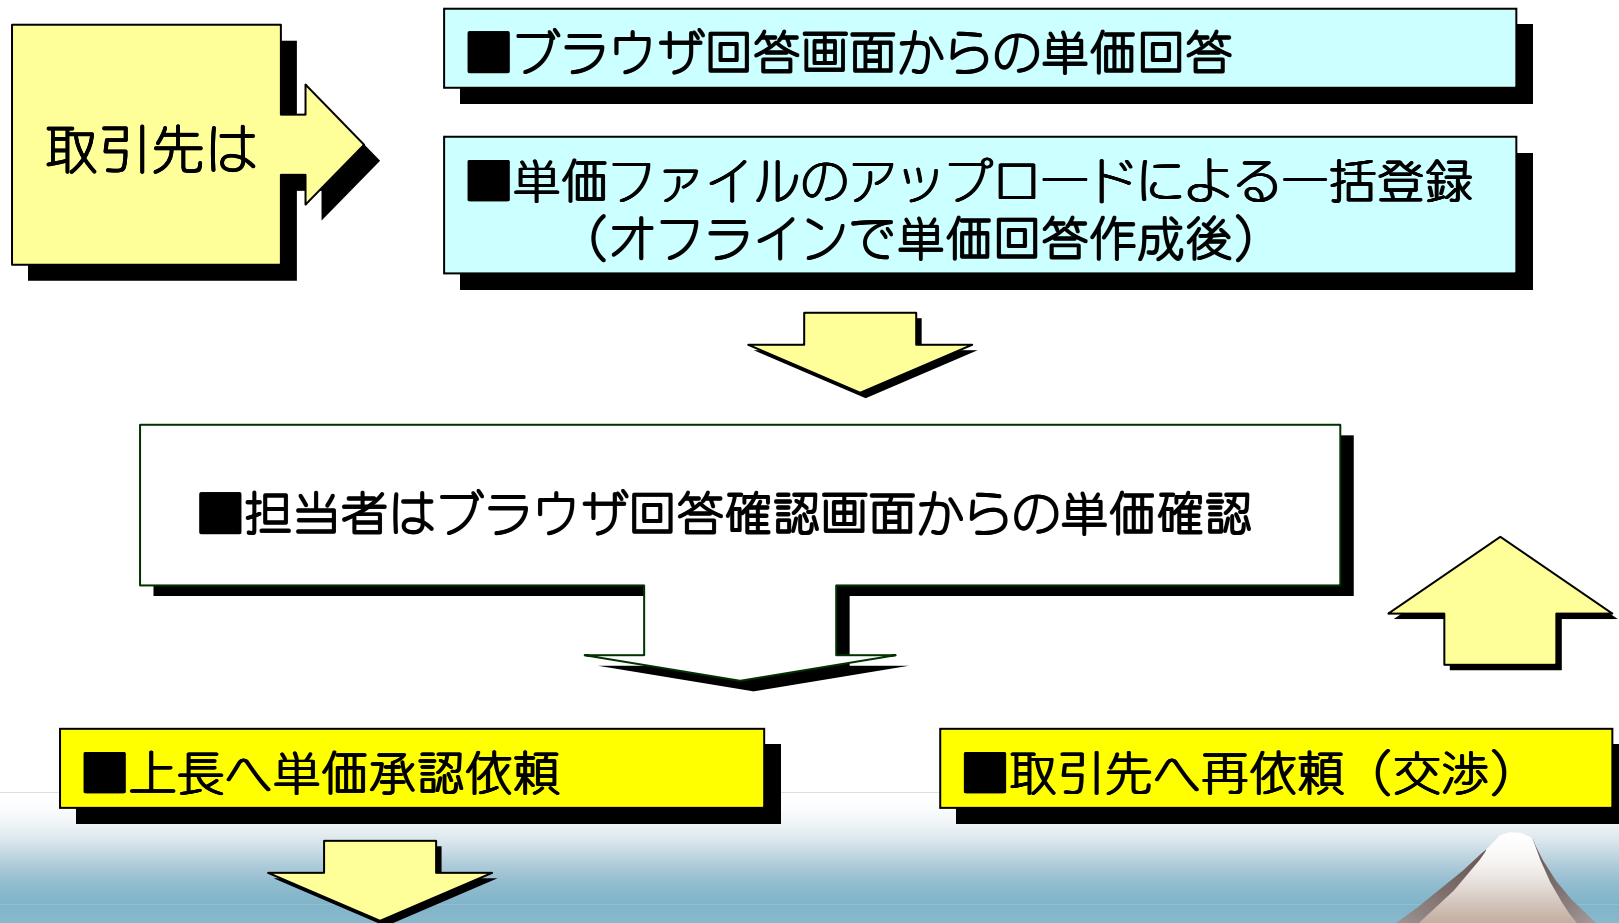 取引先は
■ブラウザ回答画面からの単価回答
■単価ファイルのアップロードによる一括登録
（オフラインで単価回答作成後）
■担当者はブラウザ回答確認画面からの単価確認
■上長へ単価承認依頼
■取引先へ再依頼（交渉）